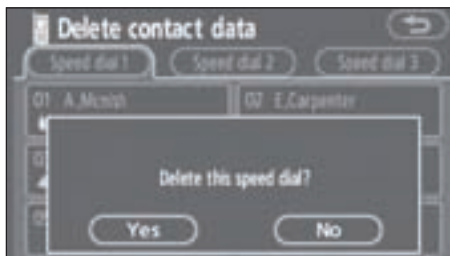 Delete contact data
Speed dial 1 Speed dial 2 Speed dial 3
01 02 E,Carpenter
Delete this speed dial?
Yes No